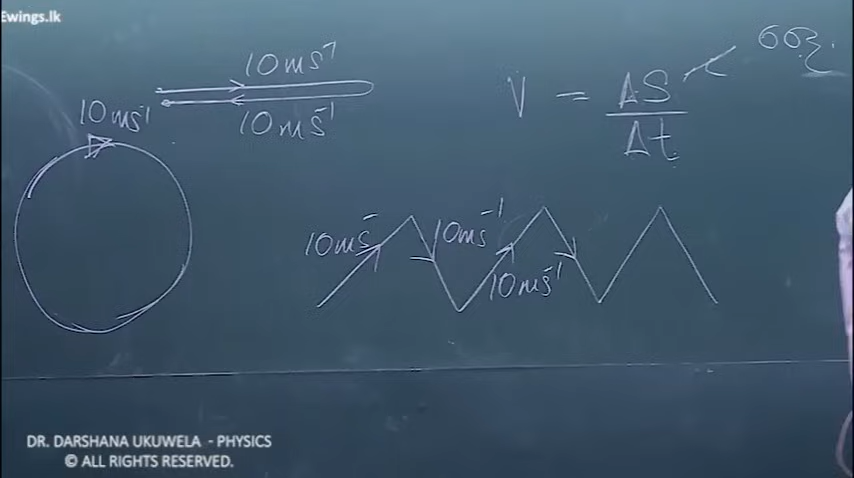 Ewings.lk
10ms⁻¹
10ms⁻¹
10ms⁻¹
V = ΔS / Δt
10ms⁻
10ms⁻¹
10ms⁻¹
DR. DARSHANA UKUWELA - PHYSICS
© ALL RIGHTS RESERVED.